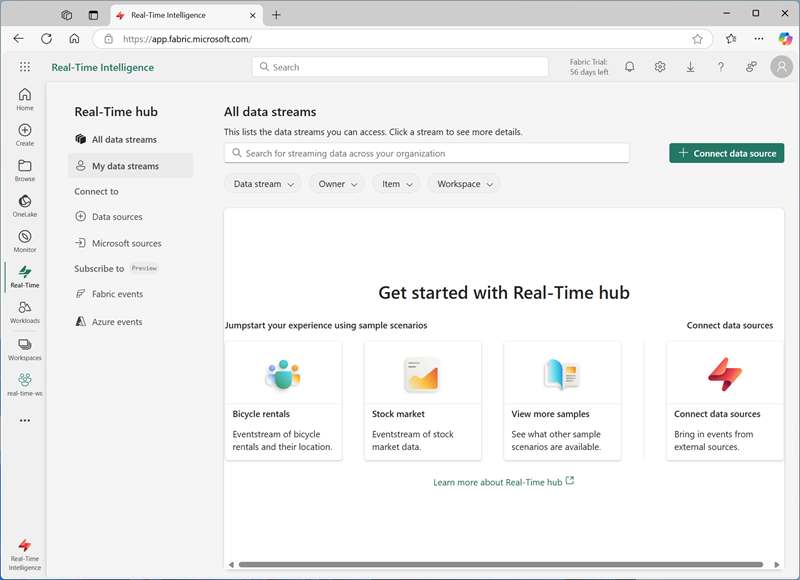 Real-Time Intelligence
https://app.fabric.microsoft.com/
Real-Time Intelligence
Search
Fabric Trial:
56 days left
Home
Create
Browse
OneLake
Monitor
Real-Time
Workloads
Workspaces
real-time-ws
Real-Time
Intelligence
Real-Time hub
All data streams
My data streams
Connect to
Data sources
Microsoft sources
Subscribe to Preview
Fabric events
Azure events
All data streams
This lists the data streams you can access. Click a stream to see more details.
Search for streaming data across your organization
Connect data source
Data stream
Owner
Item
Workspace
Get started with Real-Time hub
Jumpstart your experience using sample scenarios
Connect data sources
Bicycle rentals
Eventstream of bicycle
rentals and their location.
Stock market
Eventstream of stock
market data.
View more samples
See what other sample
scenarios are available.
Connect data sources
Bring in events from
external sources.
Learn more about Real-Time hub